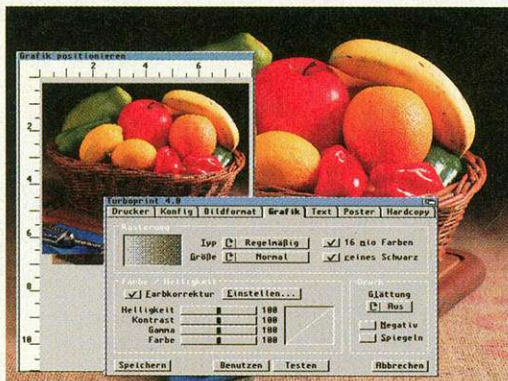 Grafik positionieren
2 4 6
2
4
6
8
10
Turboprint 4.0
Drucker Konfig Bildformat Grafik Text Poster Hardcopy
Rasterung
Typ Regelmäßig 16 mio Farben
Größe Normal reines Schwarz
Farbe / Helligkeit Druck
Farbkorrektur Einstellen... Glättung
Aus
Helligkeit 100
Kontrast 100 Negativ
Gamma 100 Spiegeln
Farbe 100
Speichern Benutzen Testen Abbrechen